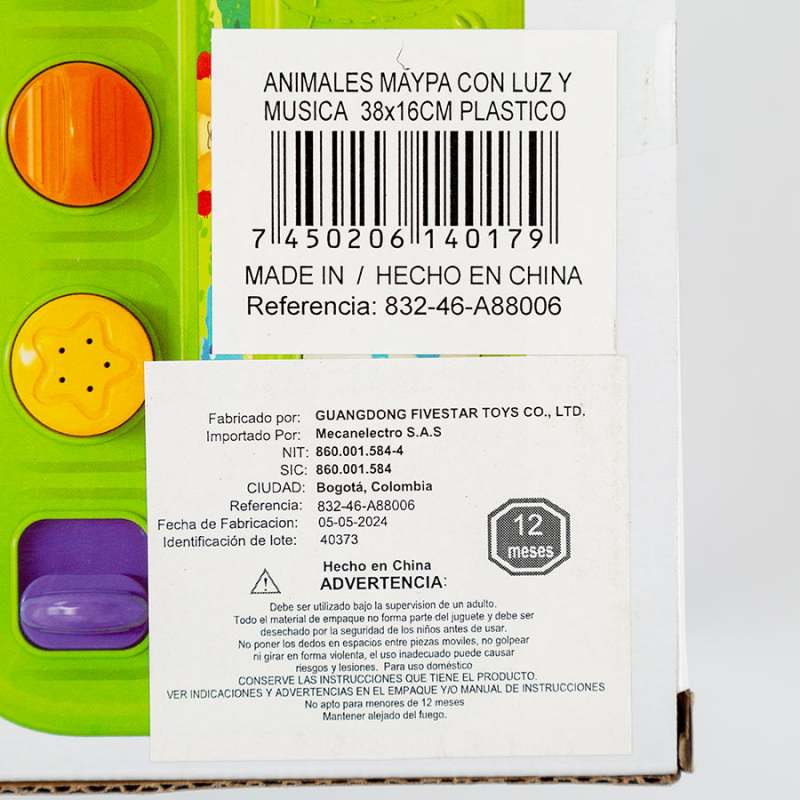 ANIMALES MAYPA CON LUZ Y
MUSICA 38x16CM PLASTICO
7 450206 140179
MADE IN / HECHO EN CHINA
Referencia: 832-46-A88006
Fabricado por: GUANGDONG FIVESTAR TOYS CO., LTD.
Importado Por: Mecanelectro S.A.S
NIT: 860.001.584-4
SIC: 860.001.584
CIUDAD: Bogotá, Colombia
Referencia: 832-46-A88006
Fecha de Fabricacion: 05-05-2024
Identificación de lote: 40373
12
meses
Hecho en China
ADVERTENCIA:
Debe ser utilizado bajo la supervision de un adulto.
Todo el material de empaque no forma parte del juguete y debe ser
desechado por la seguridad de los niños antes de usar.
No poner los dedos en espacios entre piezas moviles, no golpear
ni girar en forma violenta, el uso inadecuado puede causar
riesgos y lesiones. Para uso doméstico
CONSERVE LAS INSTRUCCIONES QUE TIENE EL PRODUCTO.
VER INDICACIONES Y ADVERTENCIAS EN EL EMPAQUE Y/O MANUAL DE INSTRUCCIONES
No apto para menores de 12 meses
Mantener alejado del fuego.